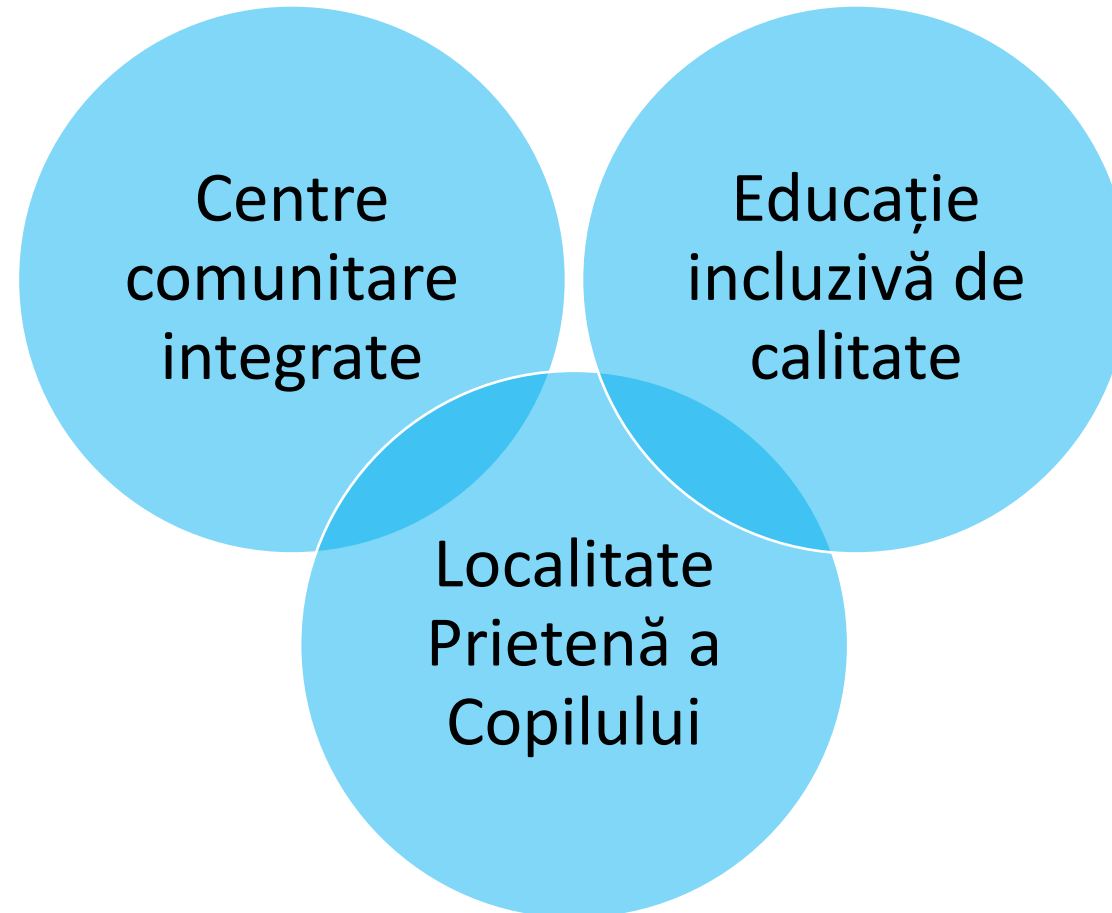 Centre
comunitare
integrate
Educație
incluzivă de
calitate
Localitate
Prietenă a
Copilului